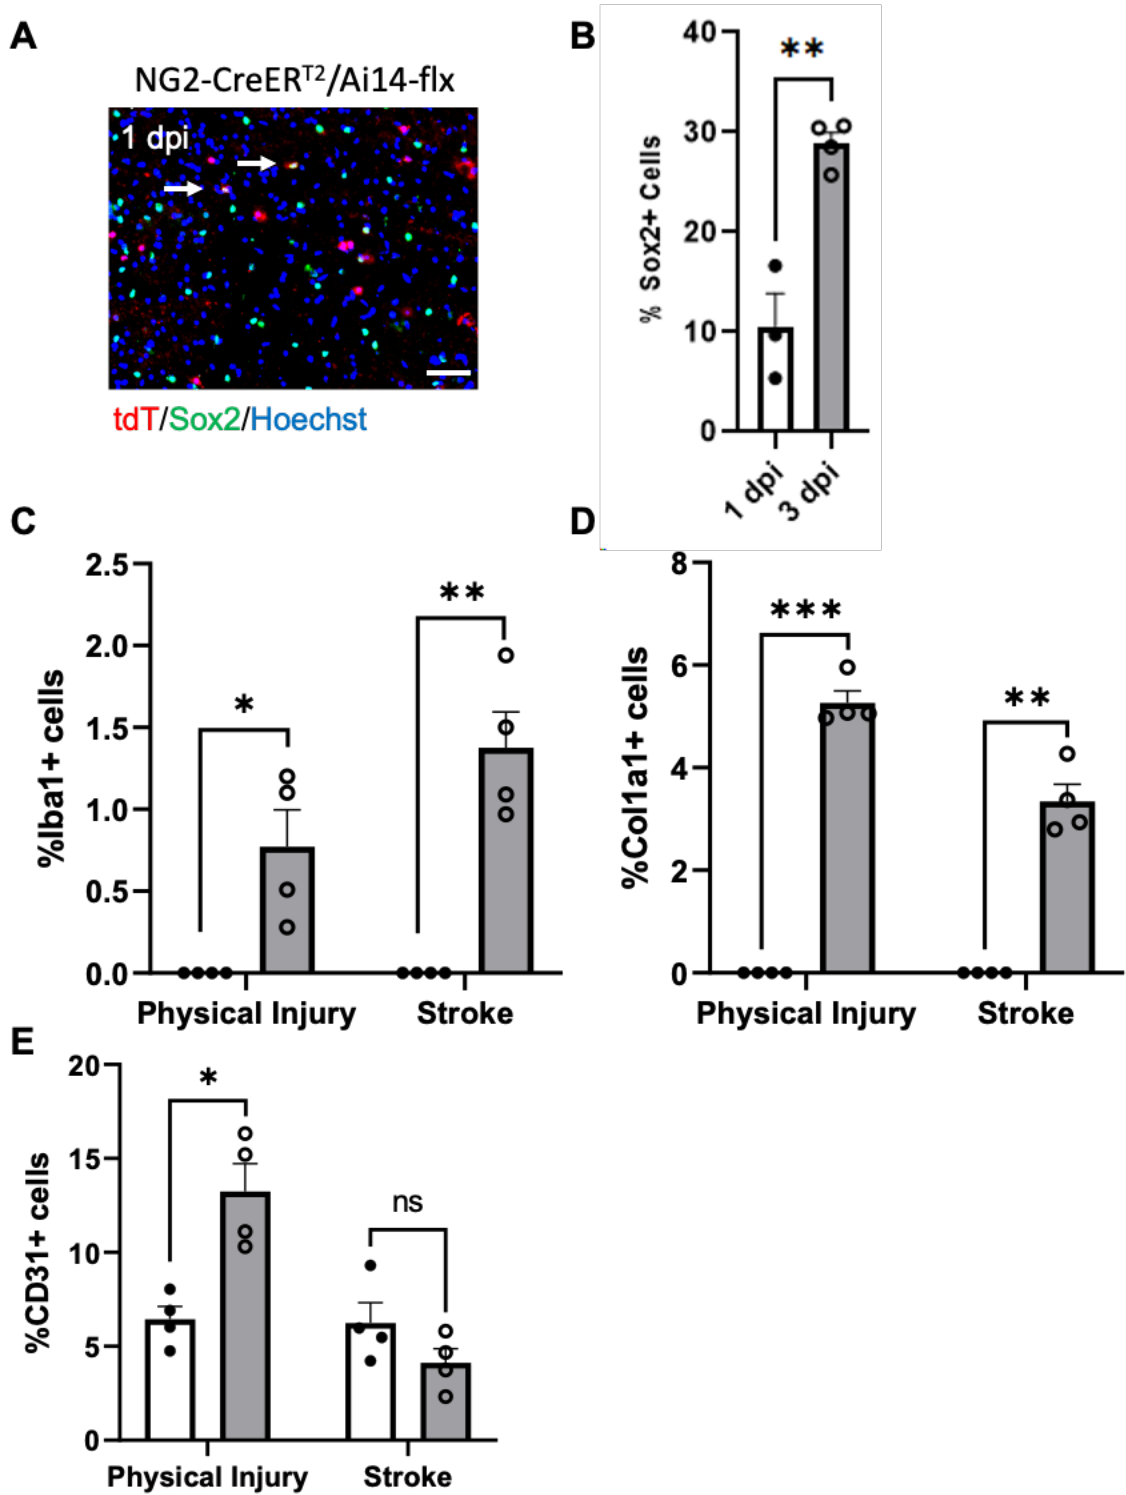 A
NG2-CreERT2/Ai14-flx
1 dpi
tdT/Sox2/Hoechst
B
40
30
20
10
0
% Sox2+ Cells
**
1 dpi
3 dpi
C
2.5
2.0
1.5
1.0
0.5
0.0
%Iba1+ cells
*
**
Physical Injury
Stroke
D
8
6
4
2
0
%Col1a1+ cells
***
**
Physical Injury
Stroke
E
20
15
10
5
0
%CD31+ cells
*
ns
Physical Injury
Stroke